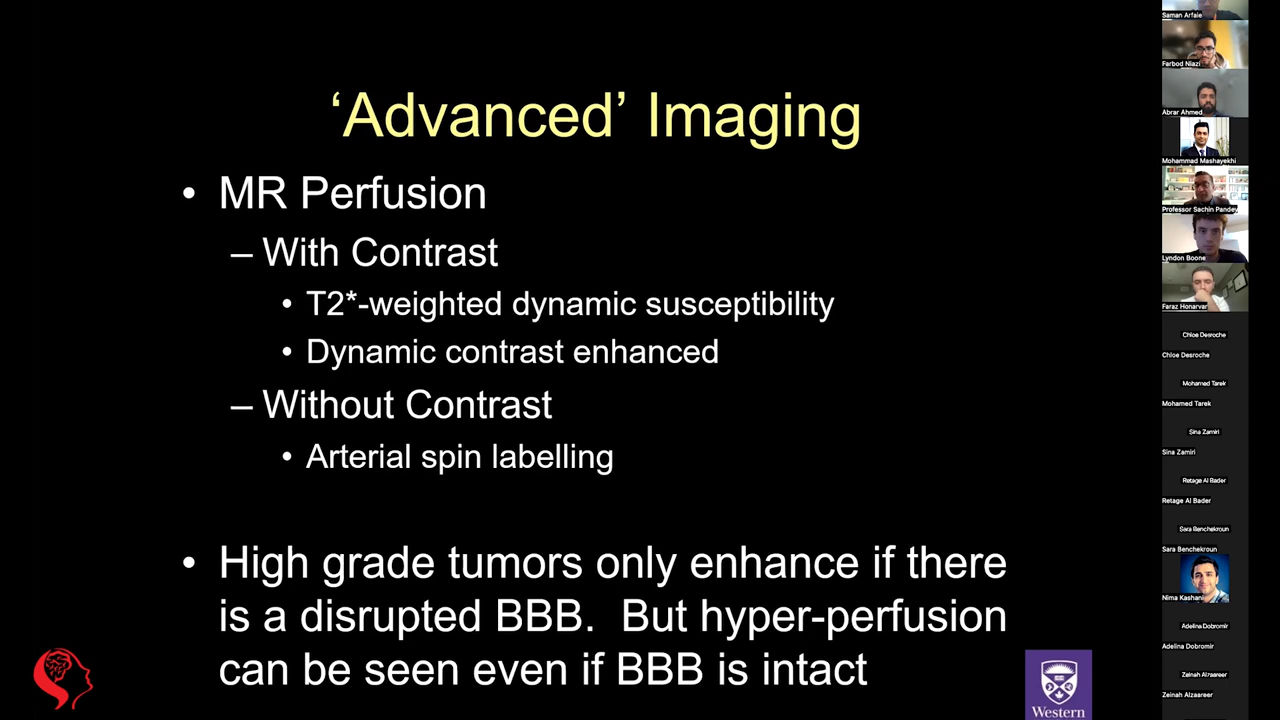 ‘Advanced’ Imaging
• MR Perfusion
– With Contrast
• T2*-weighted dynamic susceptibility
• Dynamic contrast enhanced
– Without Contrast
• Arterial spin labelling
• High grade tumors only enhance if there
is a disrupted BBB. But hyper-perfusion
can be seen even if BBB is intact
Western
Saman Arfaie
Farbod Niazi
Abrar Ahmed
Mohammad Mashayekhi
Professor Sachin Pandey
Lyndon Boone
Faraz Honarvar
Chloe Desroche
Chloe Desroche
Mohamed Tarek
Mohamed Tarek
Sina Zamiri
Sina Zamiri
Retage Al Bader
Retage Al Bader
Sara Benchekroun
Sara Benchekroun
Nima Kashani
Adelina Dobromir
Adelina Dobromir
Zeinah Alzaareer
Zeinah Alzaareer